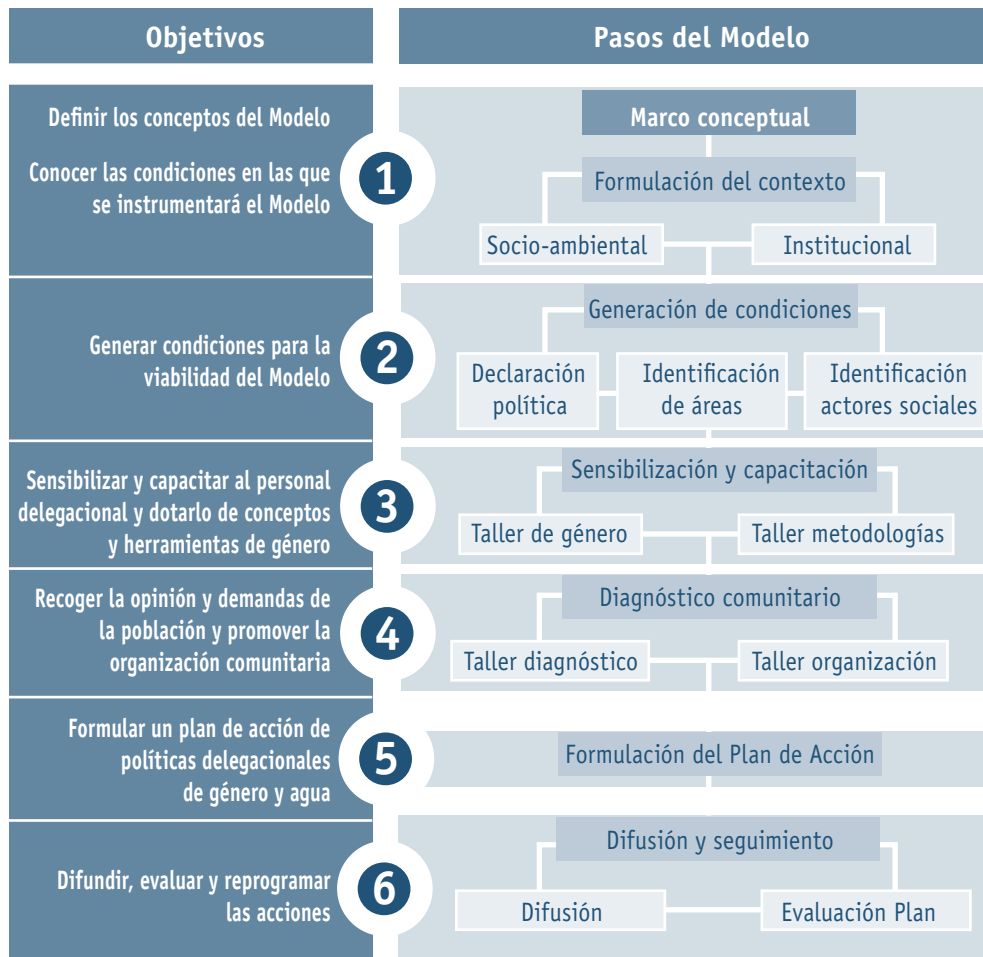 Objetivos
Pasos del Modelo
Definir los conceptos del Modelo
Conocer las condiciones en las que
se instrumentará el Modelo
1
Marco conceptual
Formulación del contexto
Socio-ambiental
Institucional
Generar condiciones para la
viabilidad del Modelo
2
Generación de condiciones
Declaración
política
Identificación
de áreas
Identificación
actores sociales
Sensibilizar y capacitar al personal
delegacional y dotarlo de conceptos
y herramientas de género
3
Sensibilización y capacitación
Taller de género
Taller metodologías
Recoger la opinión y demandas de
la población y promover la
organización comunitaria
4
Diagnóstico comunitario
Taller diagnóstico
Taller organización
Formular un plan de acción de
políticas delegacionales
de género y agua
5
Formulación del Plan de Acción
Difundir, evaluar y reprogramar
las acciones
6
Difusión y seguimiento
Difusión
Evaluación Plan